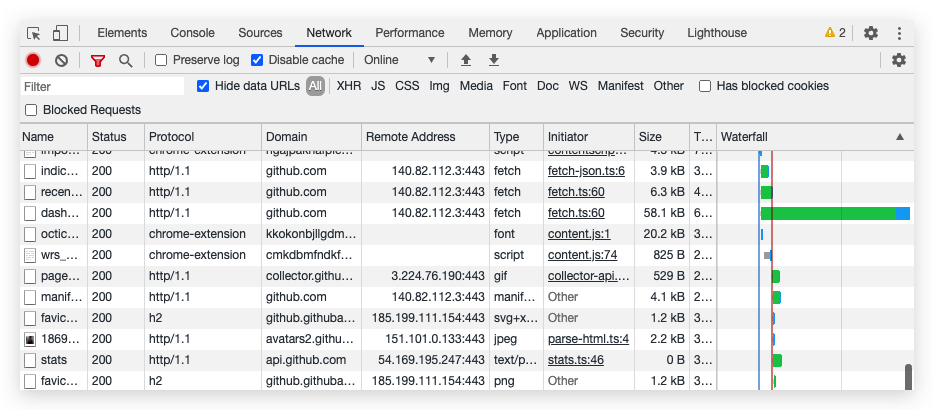 Elements Console Sources Network Performance Memory Application Security Lighthouse 2
Preserve log Disable cache Online
Filter Hide data URLs All XHR JS CSS Img Media Font Doc WS Manifest Other Has blocked cookies
Blocked Requests
Name Status Protocol Domain Remote Address Type Initiator Size T... Waterfall
200 chrome-extension script
indic... 200 http/1.1 github.com 140.82.112.3:443 fetch fetch-json.ts:6 3.9 kB 3...
recen... 200 http/1.1 github.com 140.82.112.3:443 fetch fetch.ts:60 6.3 kB 4...
dash... 200 http/1.1 github.com 140.82.112.3:443 fetch fetch.ts:60 58.1 kB 6...
octic... 200 chrome-extension kkokonbjllgdm... font content.js:1 20.2 kB 3...
wrs_... 200 chrome-extension cmkdbmfndkf... script content.js:74 825 B 2...
page... 200 http/1.1 collector.githu... 3.224.76.190:443 gif collector-api.... 529 B 2...
manif... 200 http/1.1 github.com 140.82.112.3:443 manif... Other 4.1 kB 2...
favic... 200 h2 github.githuba... 185.199.111.154:443 svg+x... Other 1.2 kB 3...
1869... 200 http/1.1 avatars2.githu... 151.101.0.133:443 jpeg parse-html.ts:4 2.2 kB 3...
stats 200 http/1.1 api.github.com 54.169.195.247:443 text/p... stats.ts:46 0 B 3...
favic... 200 h2 github.githuba... 185.199.111.154:443 png Other 1.2 kB 3...